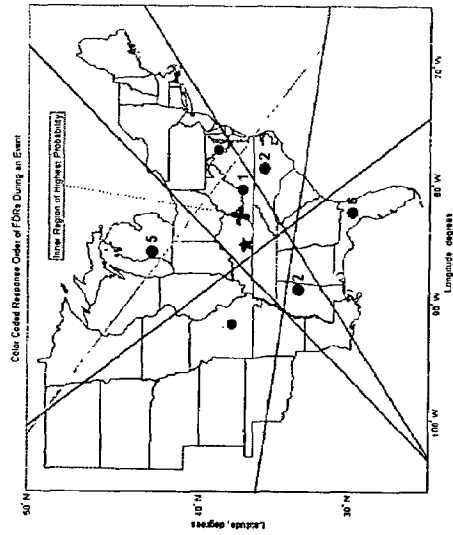 Color Coded Response Order of FDRs During an Event
Inner Region of Highest Probability
50°N
40°N
30°N
Latitude, degrees
5
1
2
2
6
100°W
90°W
80°W
70°W
Longitude degrees